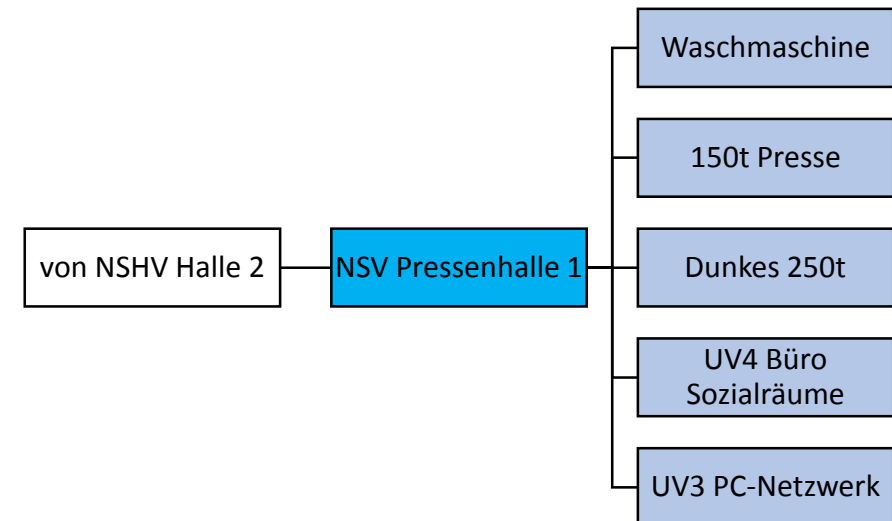 Waschmaschine
150t Presse
von NSHV Halle 2
NSV Pressenhalle 1
Dunkes 250t
UV4 Büro
Sozialräume
UV3 PC-Netzwerk